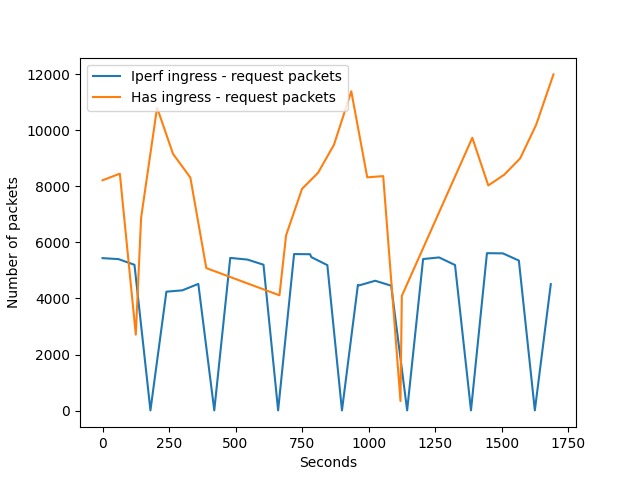 Iperf ingress - request packets
Has ingress - request packets
12000
10000
8000
6000
4000
2000
0
Number of packets
0 250 500 750 1000 1250 1500 1750
Seconds